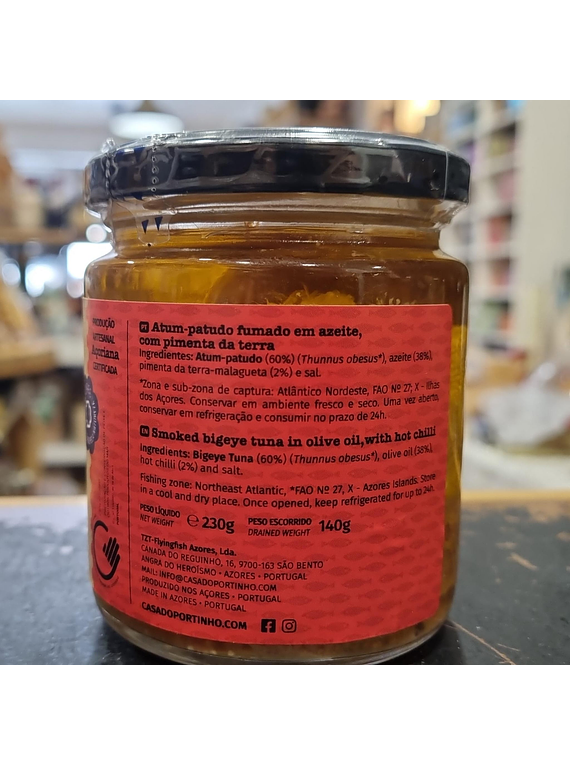 PRODUÇÃO
ARTESANAL
Açoriana
CERTIFICADA
PT Atum-patudo fumado em azeite,
com pimenta da terra
Ingredientes: Atum-patudo (60%) (Thunnus obesus*), azeite (38%),
pimenta da terra-malagueta (2%) e sal.
*Zona e sub-zona de captura: Atlântico Nordeste, FAO Nº 27; X - Ilhas
dos Açores. Conservar em ambiente fresco e seco. Uma vez aberto,
conservar em refrigeração e consumir no prazo de 24h.
EN Smoked bigeye tuna in olive oil, with hot chilli
Ingredients: Bigeye Tuna (60%) (Thunnus obesus*), olive oil (38%),
hot chilli (2%) and salt.
Fishing zone: Northeast Atlantic, *FAO Nº 27, X - Azores Islands. Store
in a cool and dry place. Once opened, keep refrigerated for up to 24h.
PESO LÍQUIDO
NET WEIGHT ℮ 230g PESO ESCORRIDO
DRAINED WEIGHT 140g
TZT-Flyingfish Azores, Lda.
CANADA DO REGUINHO, 16, 9700-163 SÃO BENTO
ANGRA DO HEROÍSMO • AZORES • PORTUGAL
MAIL: INFO@CASADOPORTINHO.COM
PRODUZIDO NOS AÇORES • PORTUGAL
MADE IN AZORES • PORTUGAL
CASADOPORTINHO.COM